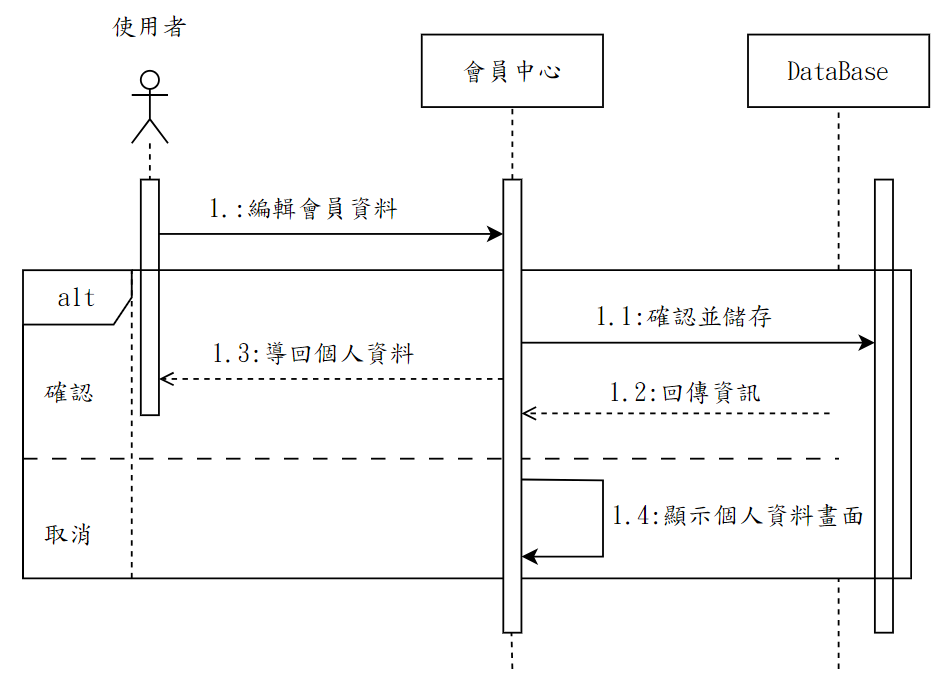 使用者
會員中心
DataBase
1.:編輯會員資料
alt
1.1:確認並儲存
1.3:導回個人資料
確認
1.2:回傳資訊
取消
1.4:顯示個人資料畫面